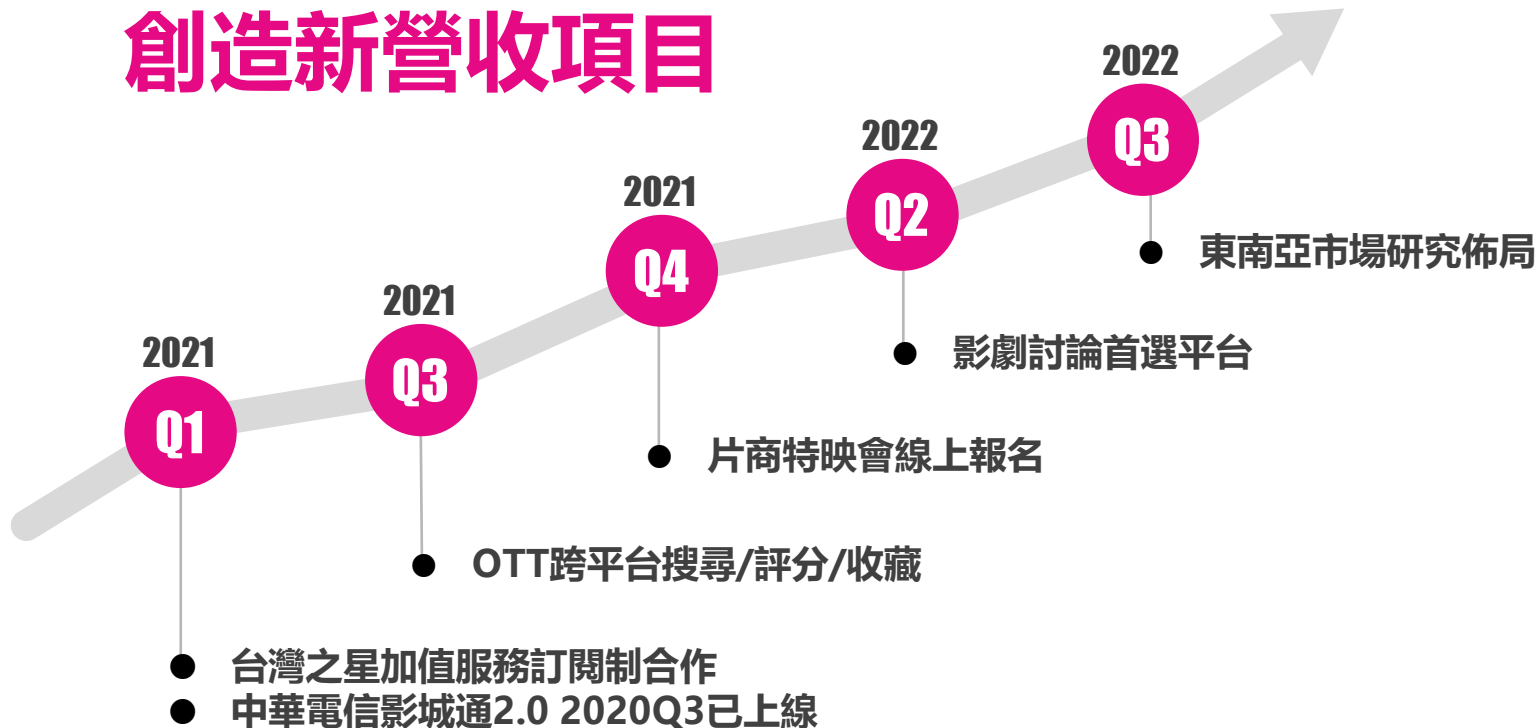 創造新營收項目
2021
Q1
台灣之星加值服務訂閱制合作
中華電信影城通2.0 2020Q3已上線
2021
Q3
OTT跨平台搜尋/評分/收藏
2021
Q4
片商特映會線上報名
2022
Q2
影劇討論首選平台
2022
Q3
東南亞市場研究佈局